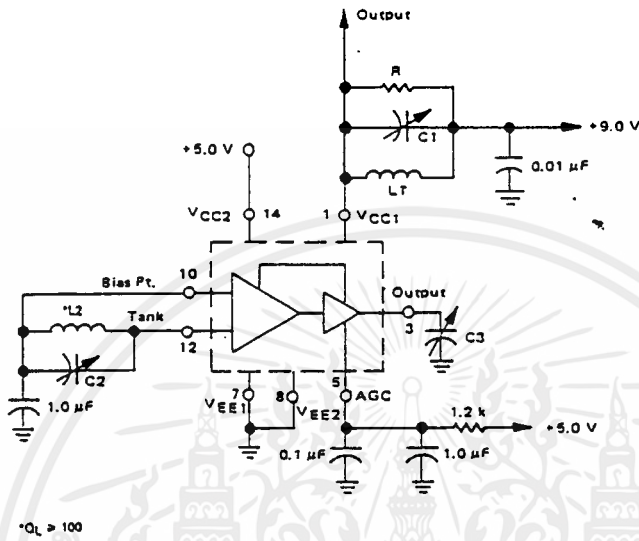 Output
R
C1
+9.0 V
0.01 µF
LT
+5.0 V
VCC2 14
1 VCC1
Bias Pt. 10
*L2
Tank
12
C2
1.0 µF
Output
3
C3
7
VEE1
8
VEE2
5
AGC
1.2 k
+5.0 V
0.1 µF
1.0 µF
*QL ≥ 100